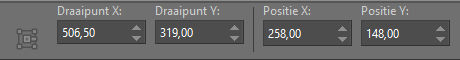 Draaipunt X: Draaipunt Y: Positie X: Positie Y:
506,50 319,00 258,00 148,00